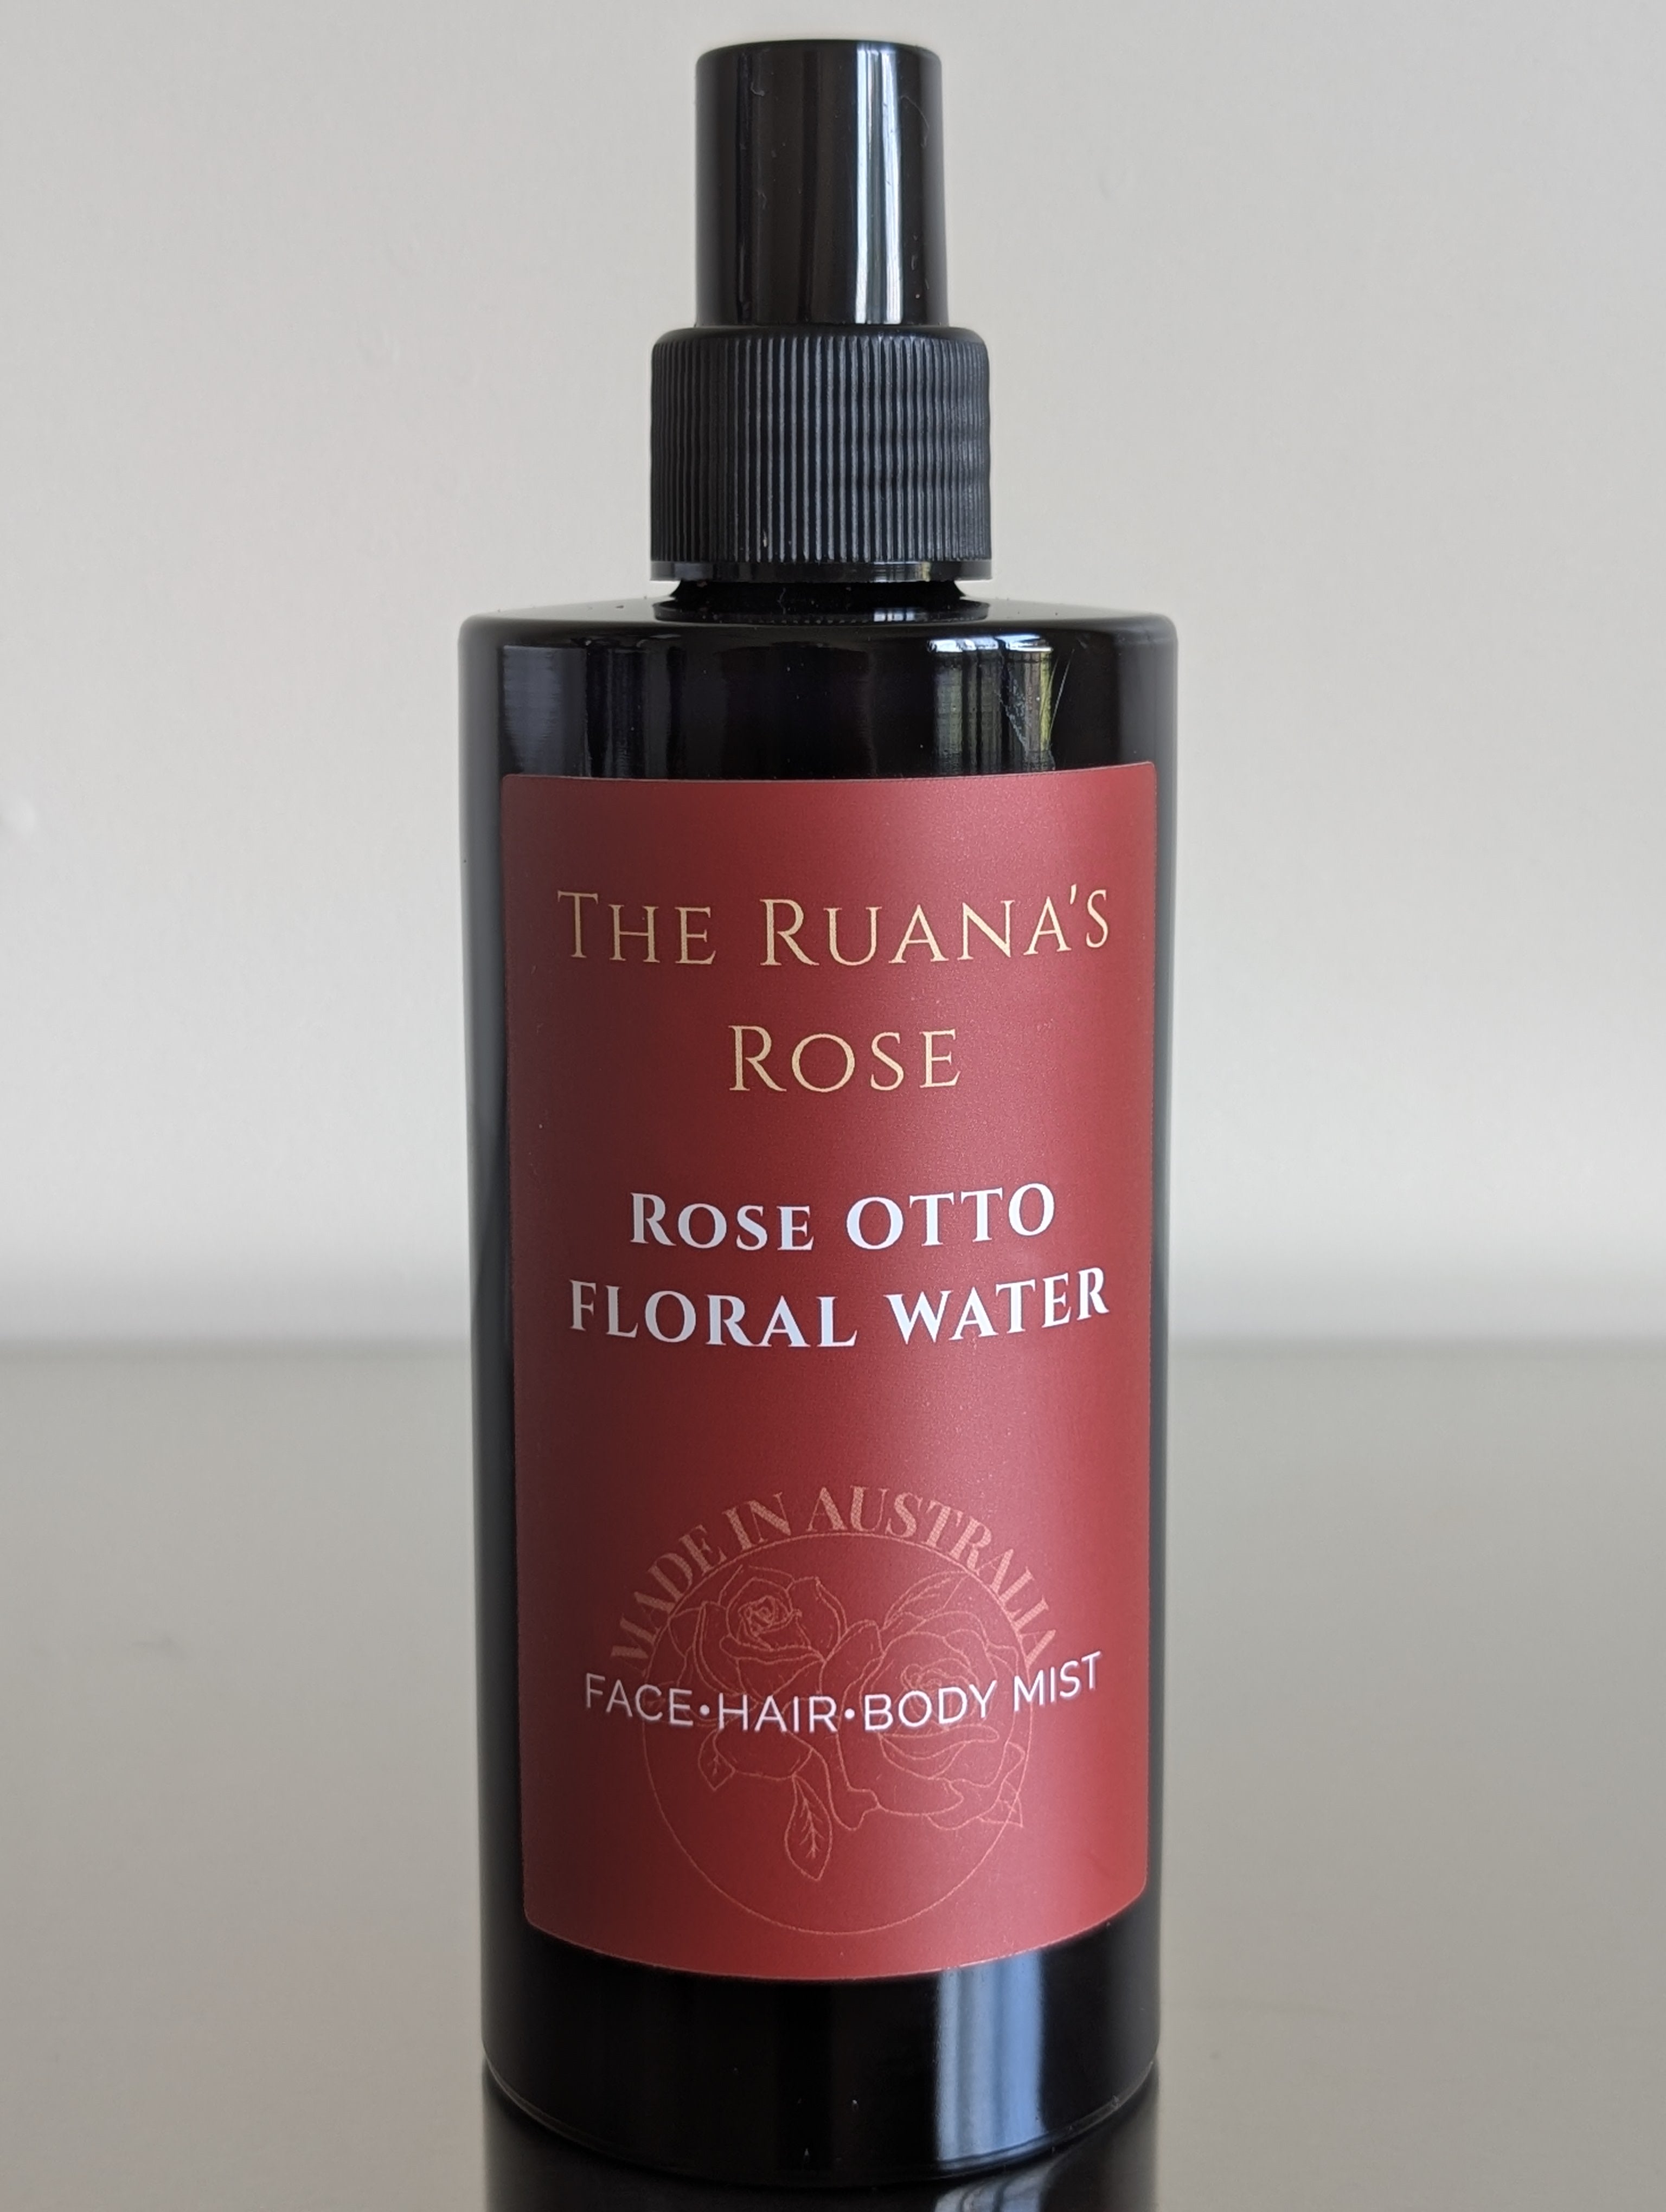 THE RUANA'S
ROSE
ROSE OTTO
FLORAL WATER
MADE IN AUSTRALIA
FACE•HAIR•BODY MIST